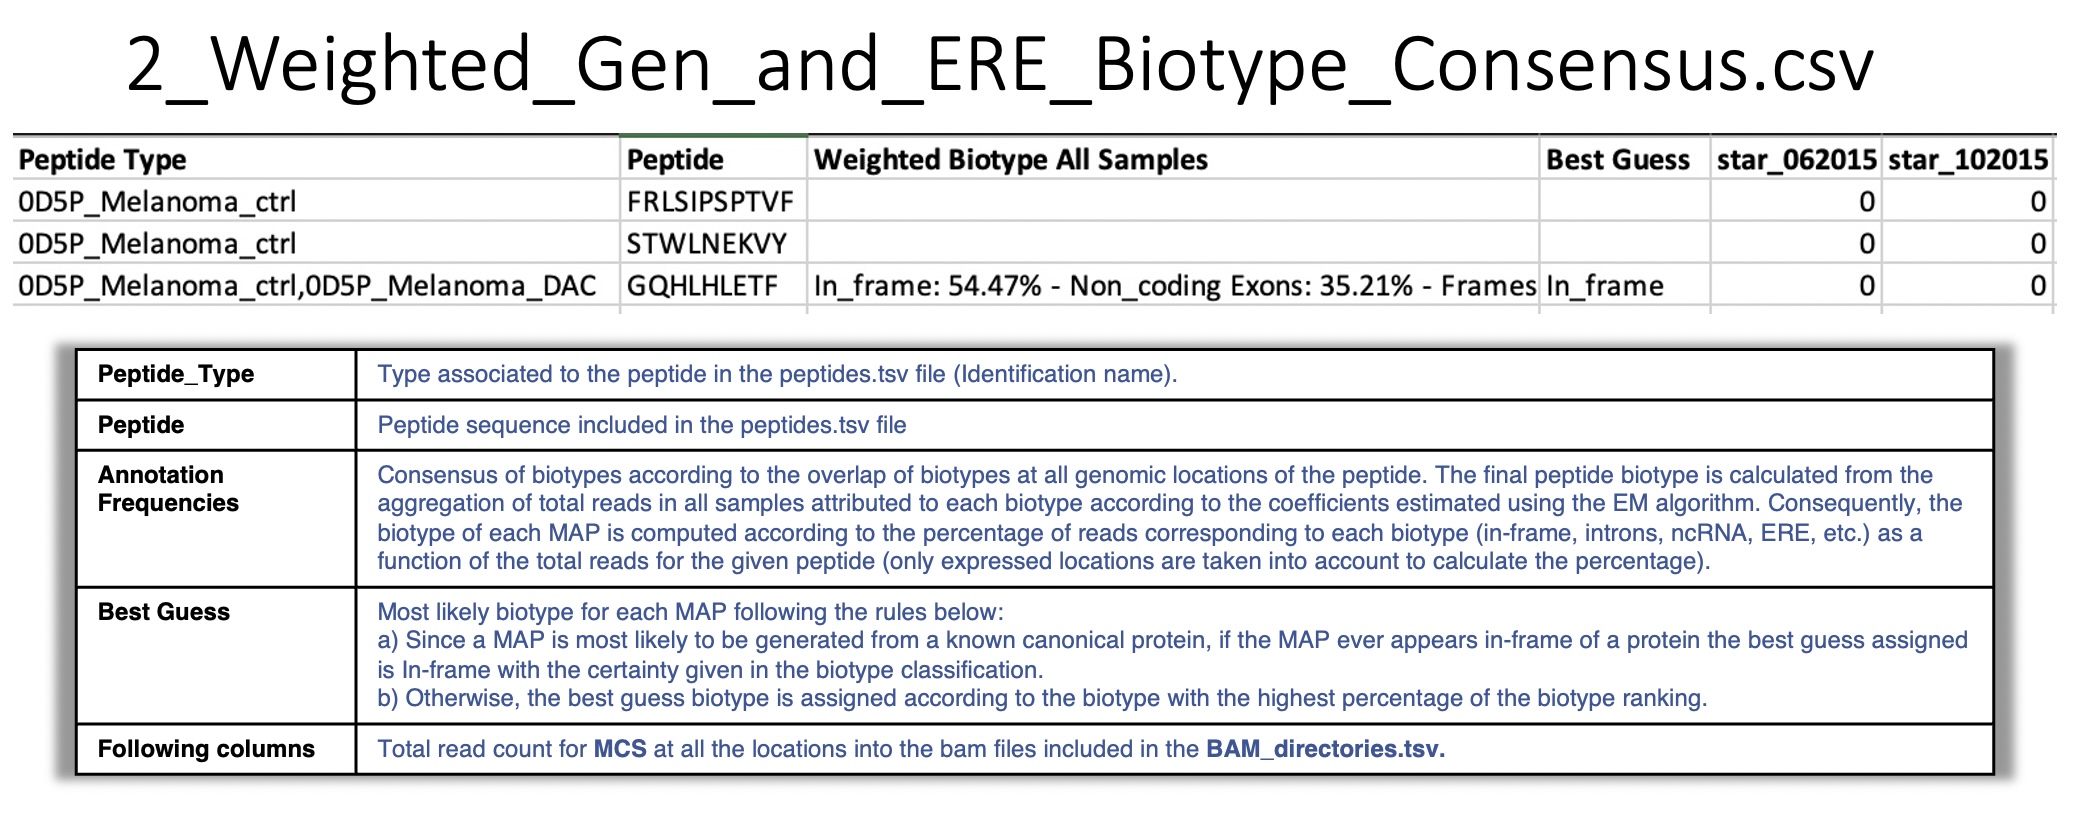 2_Weighted_Gen_and_ERE_Biotype_Consensus.csv
Peptide Type Peptide Weighted Biotype All Samples Best Guess star_062015 star_102015
0D5P_Melanoma_ctrl FRLSIPSPTVF 0 0
0D5P_Melanoma_ctrl STWLNEKVY 0 0
0D5P_Melanoma_ctrl,0D5P_Melanoma_DAC GQHLHLETF In_frame: 54.47% - Non_coding Exons: 35.21% - Frames In_frame 0 0
Peptide_Type Type associated to the peptide in the peptides.tsv file (Identification name).
Peptide Peptide sequence included in the peptides.tsv file
Annotation
Frequencies
Consensus of biotypes according to the overlap of biotypes at all genomic locations of the peptide. The final peptide biotype is calculated from the
aggregation of total reads in all samples attributed to each biotype according to the coefficients estimated using the EM algorithm. Consequently, the
biotype of each MAP is computed according to the percentage of reads corresponding to each biotype (in-frame, introns, ncRNA, ERE, etc.) as a
function of the total reads for the given peptide (only expressed locations are taken into account to calculate the percentage).
Best Guess Most likely biotype for each MAP following the rules below:
a) Since a MAP is most likely to be generated from a known canonical protein, if the MAP ever appears in-frame of a protein the best guess assigned
is In-frame with the certainty given in the biotype classification.
b) Otherwise, the best guess biotype is assigned according to the biotype with the highest percentage of the biotype ranking.
Following columns Total read count for MCS at all the locations into the bam files included in the BAM_directories.tsv.